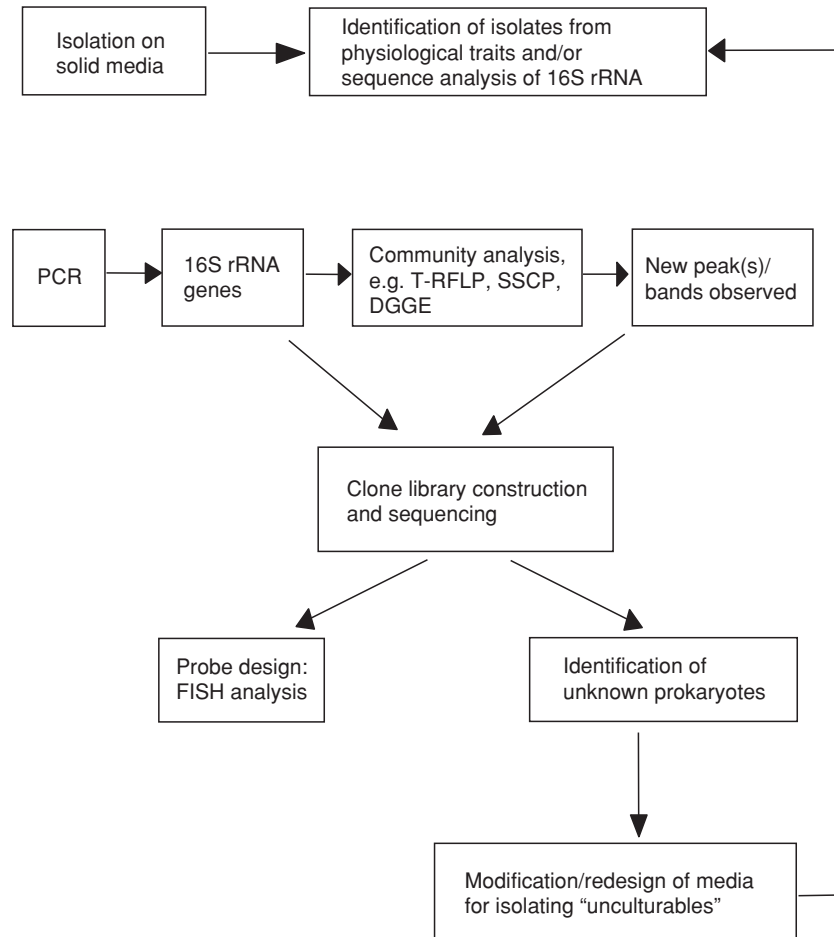 Isolation on
solid media
Identification of isolates from
physiological traits and/or
sequence analysis of 16S rRNA
PCR
16S rRNA
genes
Community analysis,
e.g. T-RFLP, SSCP,
DGGE
New peak(s)/
bands observed
Clone library construction
and sequencing
Probe design:
FISH analysis
Identification of
unknown prokaryotes
Modification/redesign of media
for isolating “unculturables”